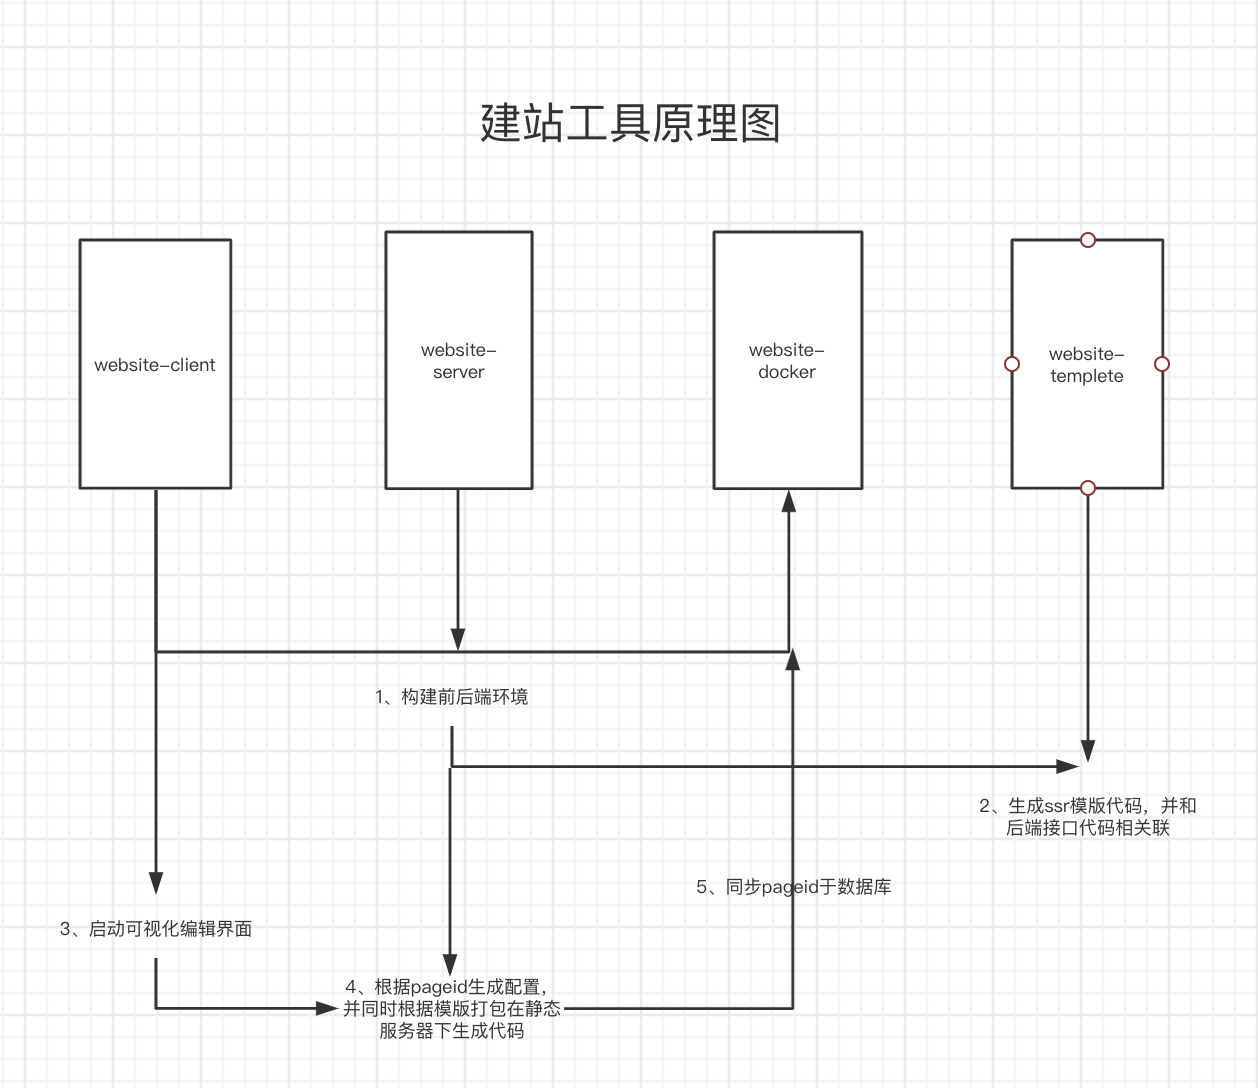 建站工具原理图
website-client
website-
server
website-
docker
website-
templete
1、构建前后端环境
2、生成ssr模版代码，并和
后端接口代码相关联
5、同步pageid于数据库
3、启动可视化编辑界面
4、根据pageid生成配置，
并同时根据模版打包在静态
服务器下生成代码